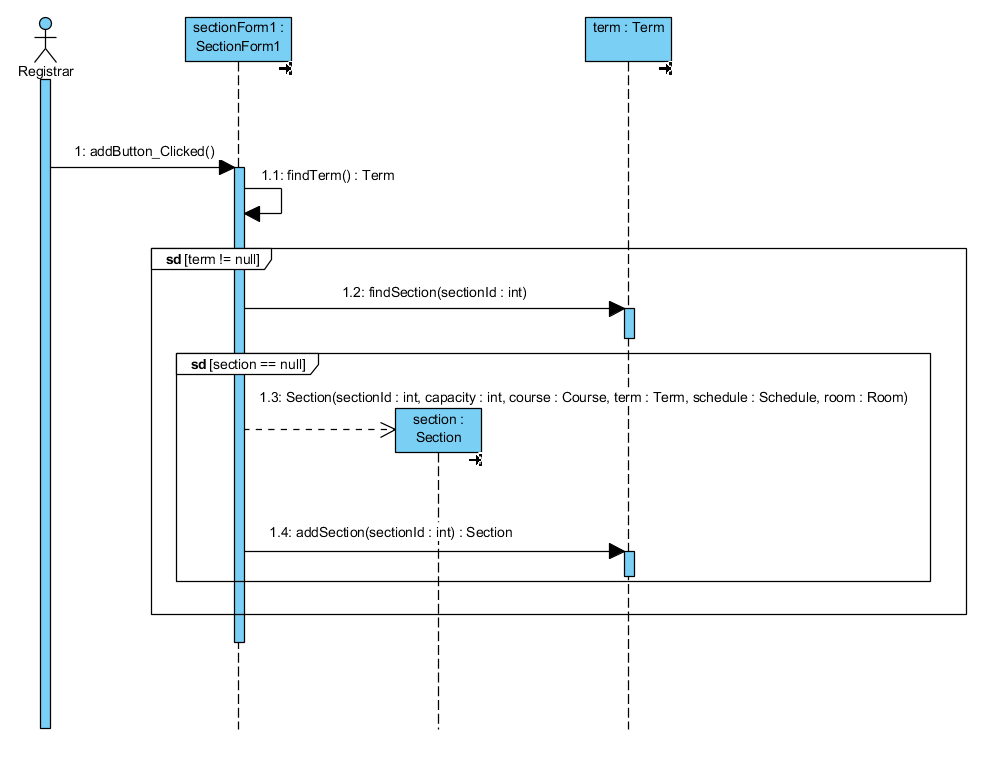 sectionForm1 :
SectionForm1
term : Term
Registrar
1: addButton_Clicked()
1.1: findTerm() : Term
sd [term != null]
1.2: findSection(sectionId : int)
sd [section == null]
1.3: Section(sectionId : int, capacity : int, course : Course, term : Term, schedule : Schedule, room : Room)
section :
Section
1.4: addSection(sectionId : int) : Section